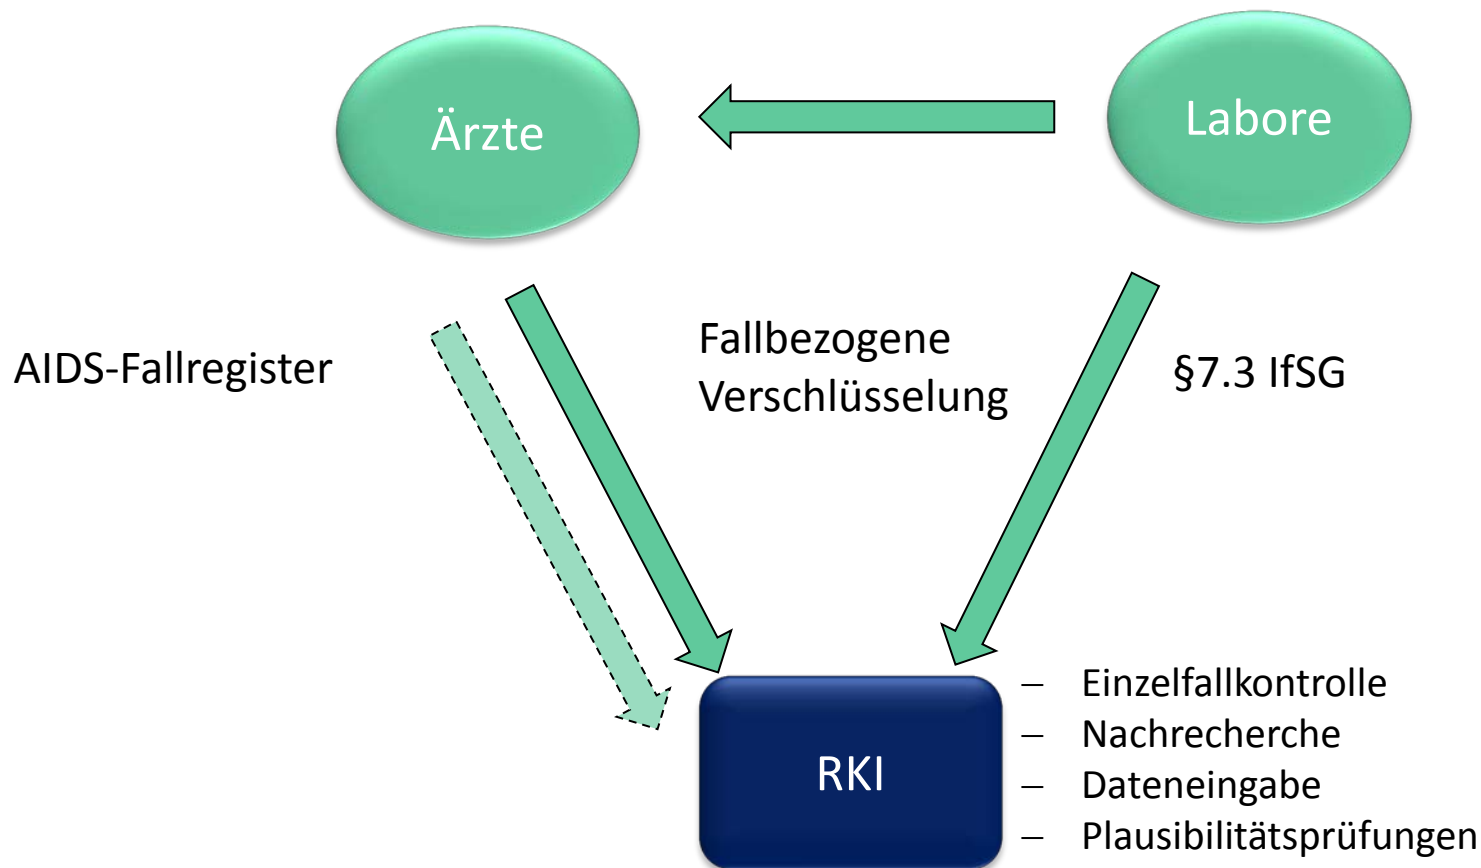 Ärzte
Labore
AIDS-Fallregister
Fallbezogene
Verschlüsselung
§7.3 IfSG
RKI
– Einzelfallkontrolle
– Nachrecherche
– Dateneingabe
– Plausibilitätsprüfungen